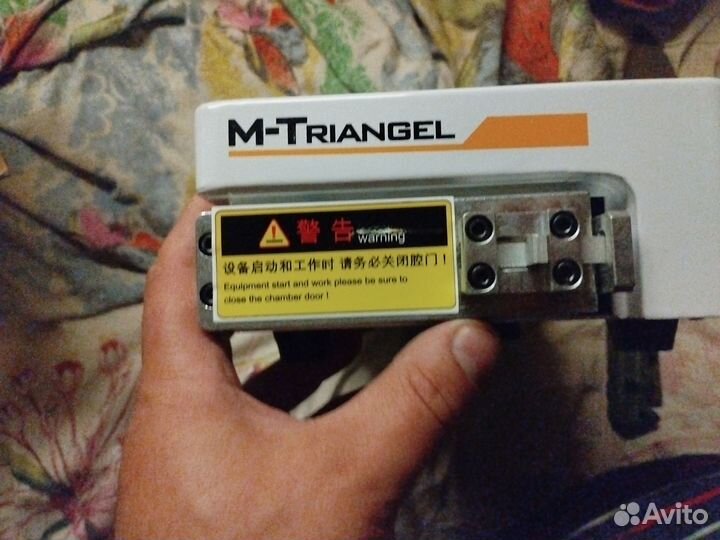 M-TRIANGEL
警告 warning
设备启动和工作时 请务必关闭腔门！
Equipment start and work please be sure to
close the chamber door！
Avito